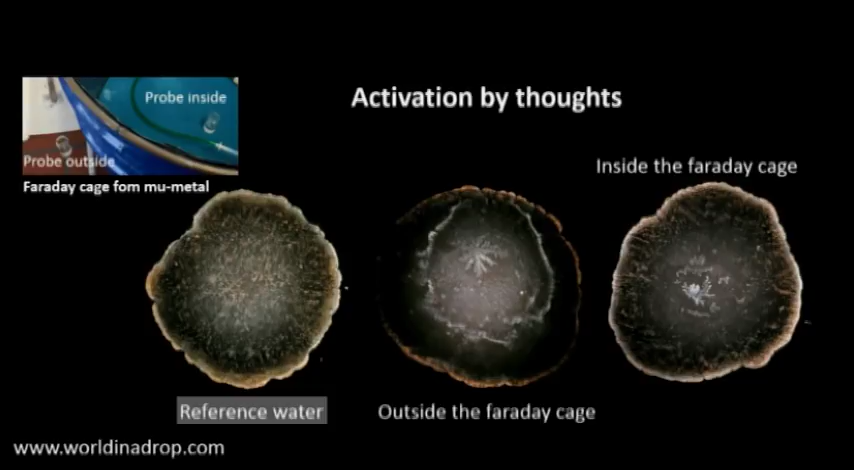 Activation by thoughts
Probe inside
Probe outside
Faraday cage fom mu-metal
Inside the faraday cage
Reference water
Outside the faraday cage
www.worldinadrop.com